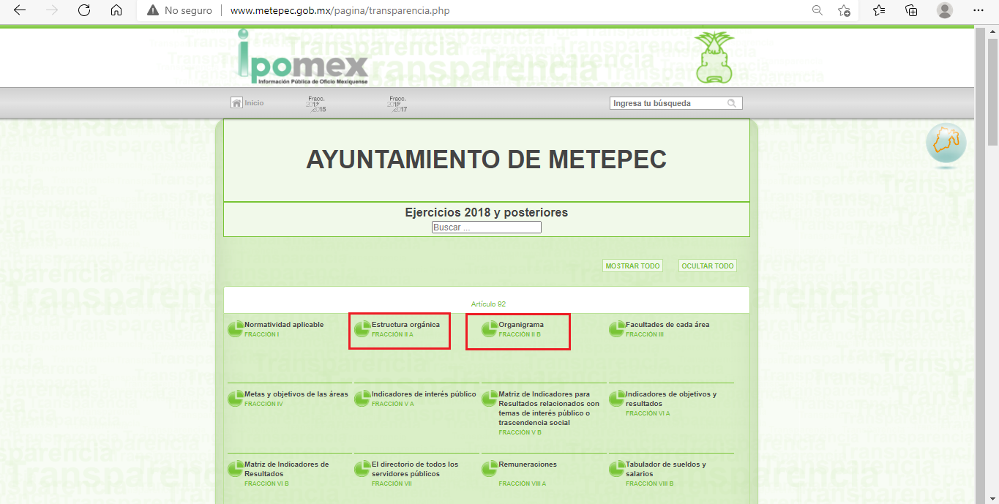 No seguro
www.metepec.gob.mx/pagina/transparencia.php
ipomex
Información Pública de Oficio Mexiquense
Inicio
Fracc.
Fracc.
Ingresa tu búsqueda
AYUNTAMIENTO DE METEPEC
Ejercicios 2018 y posteriores
Buscar ...
MOSTRAR TODO
OCULTAR TODO
Artículo 92
Normatividad aplicable
FRACCIÓN I
Estructura orgánica
FRACCIÓN II A
Organigrama
FRACCIÓN II B
Facultades de cada área
FRACCIÓN III
Metas y objetivos de las áreas
FRACCIÓN IV
Indicadores de interés público
FRACCIÓN V A
Matriz de Indicadores para
Resultados relacionados con
temas de interés público o
trascendencia social
FRACCIÓN V B
Indicadores de objetivos y
resultados
FRACCIÓN VI A
Matriz de Indicadores de
Resultados
FRACCIÓN VI B
El directorio de todos los
servidores públicos
FRACCIÓN VII
Remuneraciones
FRACCIÓN VIII A
Tabulador de sueldos y
salarios
FRACCIÓN VIII B